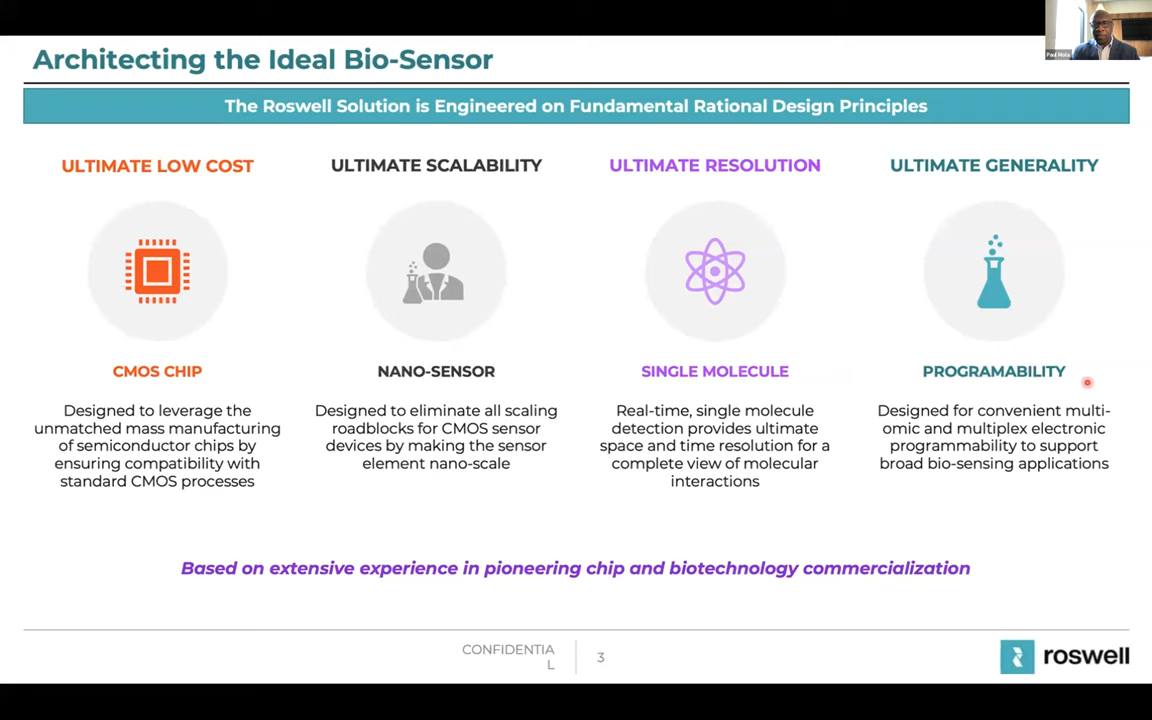 Architecting the Ideal Bio-Sensor
Paul Mola
The Roswell Solution is Engineered on Fundamental Rational Design Principles
ULTIMATE LOW COST
ULTIMATE SCALABILITY
ULTIMATE RESOLUTION
ULTIMATE GENERALITY
CMOS CHIP
NANO-SENSOR
SINGLE MOLECULE
PROGRAMABILITY
Designed to leverage the
unmatched mass manufacturing
of semiconductor chips by
ensuring compatibility with
standard CMOS processes
Designed to eliminate all scaling
roadblocks for CMOS sensor
devices by making the sensor
element nano-scale
Real-time, single molecule
detection provides ultimate
space and time resolution for a
complete view of molecular
interactions
Designed for convenient multi-
omic and multiplex electronic
programmability to support
broad bio-sensing applications
Based on extensive experience in pioneering chip and biotechnology commercialization
CONFIDENTIA
L
3
roswell